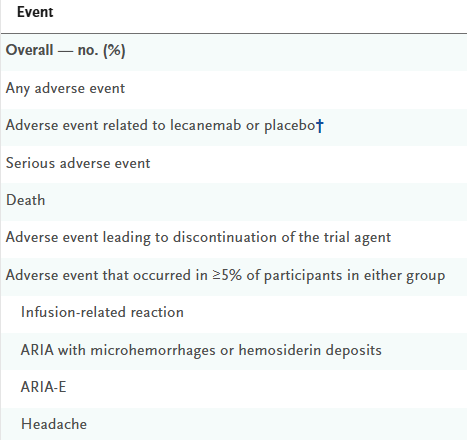 Event
Overall — no. (%)
Any adverse event
Adverse event related to lecanemab or placebo†
Serious adverse event
Death
Adverse event leading to discontinuation of the trial agent
Adverse event that occurred in ≥5% of participants in either group
Infusion-related reaction
ARIA with microhemorrhages or hemosiderin deposits
ARIA-E
Headache